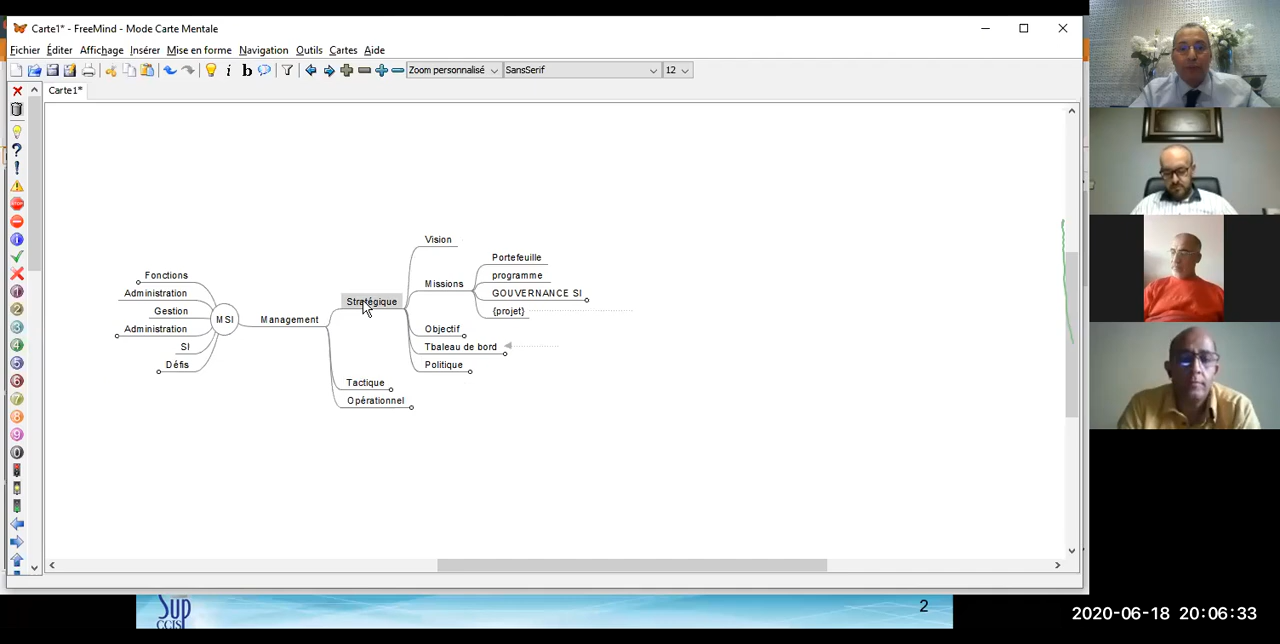 Carte1* - FreeMind - Mode Carte Mentale
Fichier Éditer Affichage Insérer Mise en forme Navigation Outils Cartes Aide
Zoom personnalisé SansSerif 12
Carte1*
Vision
Portefeuille
Fonctions
programme
Missions
Administration
GOUVERNANCE SI
Stratégique
Gestion
{projet}
MSI
Management
Administration
Objectif
SI
Tbaleau de bord
Défis
Politique
Tactique
Opérationnel
Sup
CCIS
2
2020-06-18 20:06:33